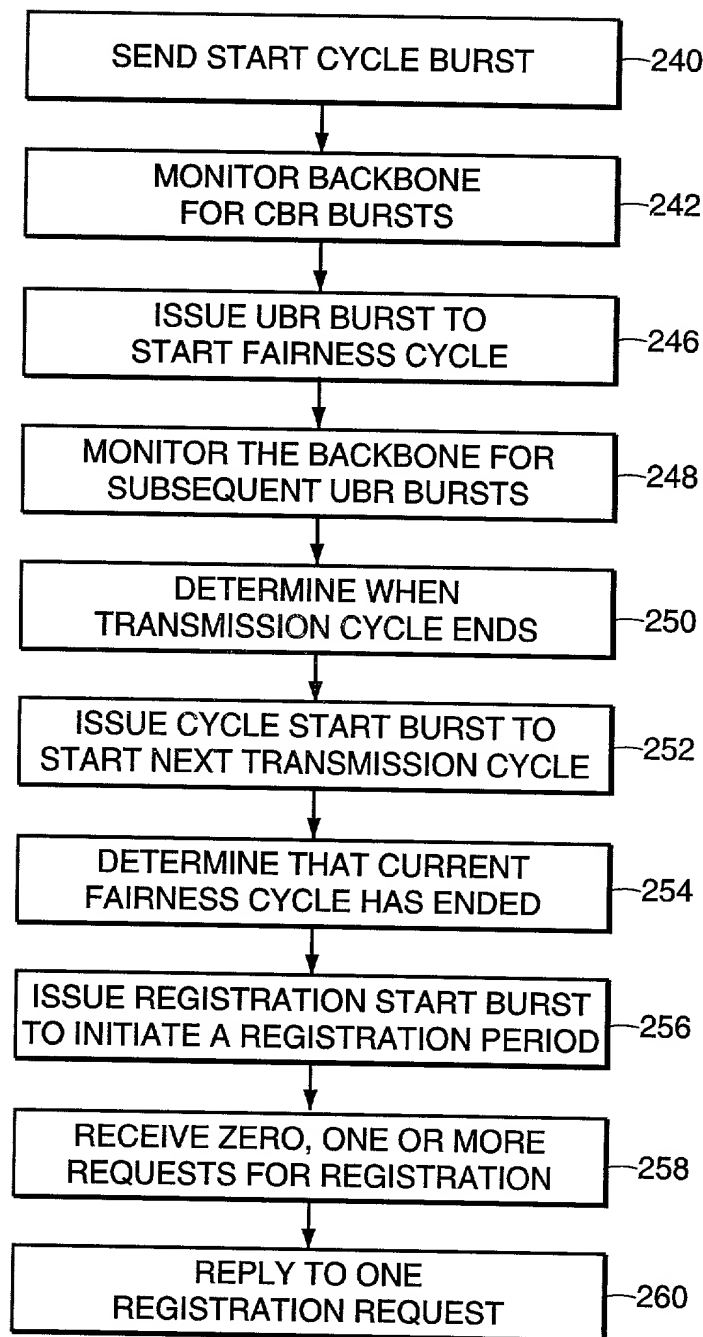 SEND START CYCLE BURST
240
MONITOR BACKBONE
FOR CBR BURSTS
242
ISSUE UBR BURST TO
START FAIRNESS CYCLE
246
MONITOR THE BACKBONE FOR
SUBSEQUENT UBR BURSTS
248
DETERMINE WHEN
TRANSMISSION CYCLE ENDS
250
ISSUE CYCLE START BURST TO
START NEXT TRANSMISSION CYCLE
252
DETERMINE THAT CURRENT
FAIRNESS CYCLE HAS ENDED
254
ISSUE REGISTRATION START BURST
TO INITIATE A REGISTRATION PERIOD
256
RECEIVE ZERO, ONE OR MORE
REQUESTS FOR REGISTRATION
258
REPLY TO ONE
REGISTRATION REQUEST
260